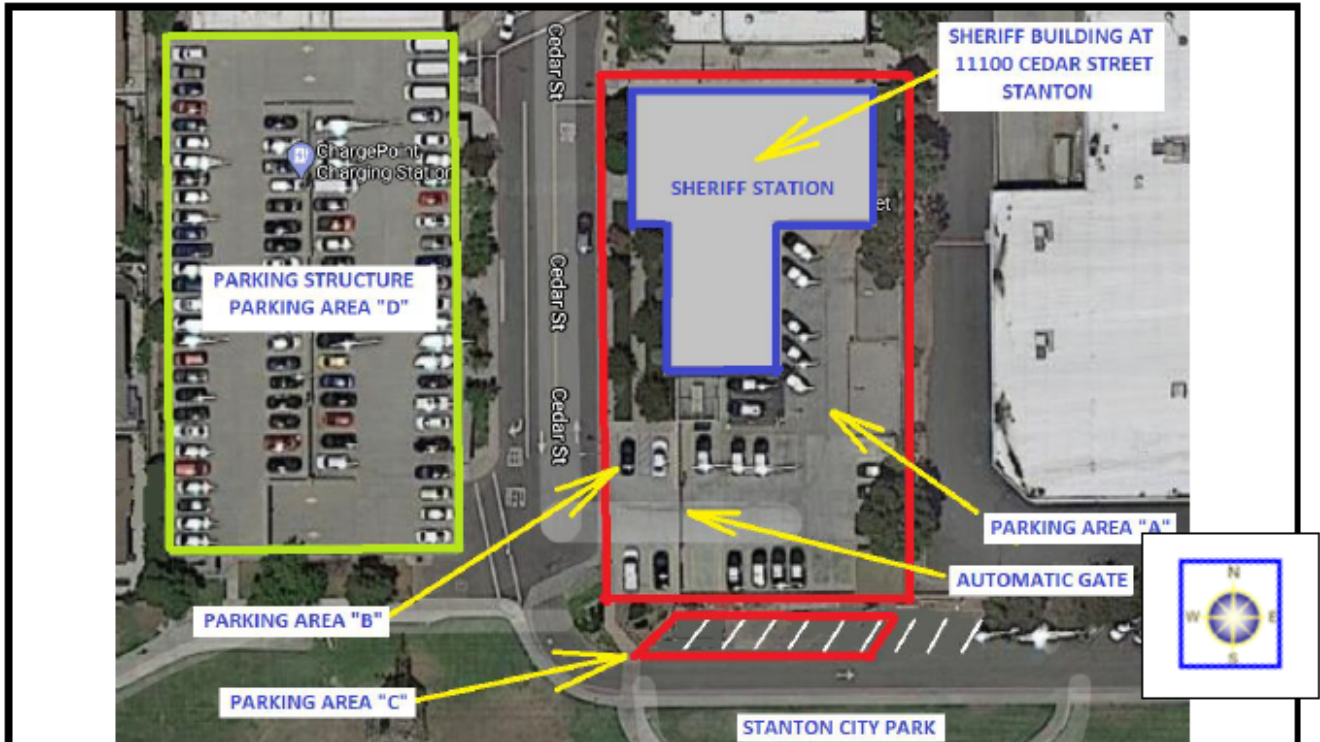 SHERIFF BUILDING AT
11100 CEDAR STREET
STANTON
Cedar St
ChargePoint
Charging Station
SHERIFF STATION
et
PARKING STRUCTURE
PARKING AREA "D"
Cedar St
Cedar St
PARKING AREA "A"
AUTOMATIC GATE
PARKING AREA "B"
PARKING AREA "C"
STANTON CITY PARK
N
W
E
S